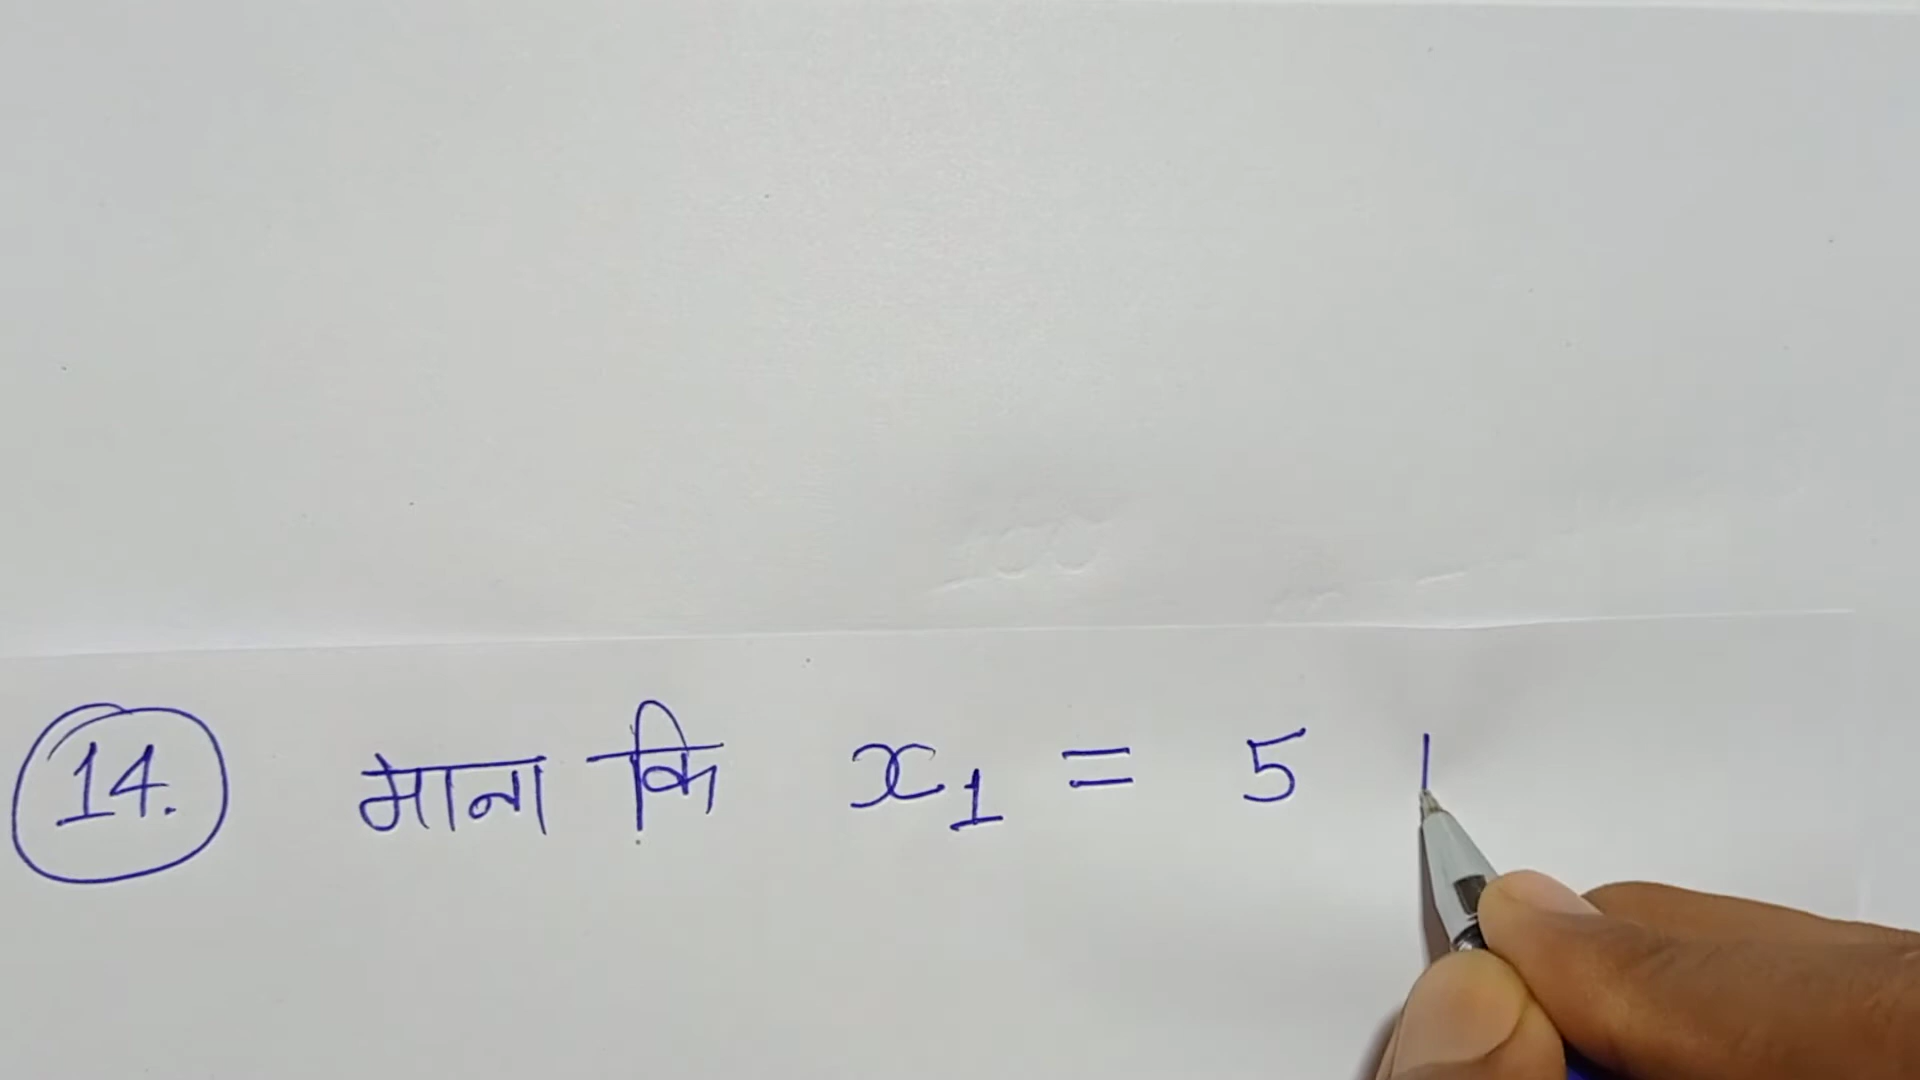 14. माना कि x₁ = 5 |